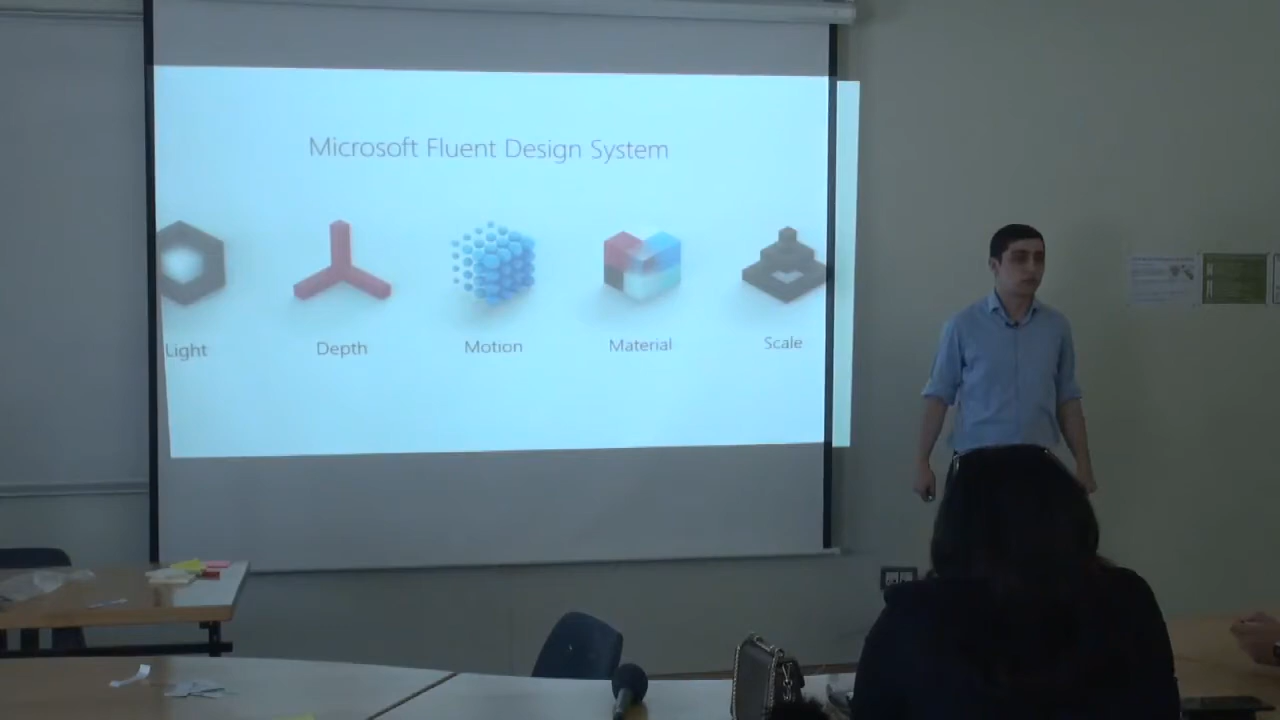 Microsoft Fluent Design System
Light
Depth
Motion
Material
Scale